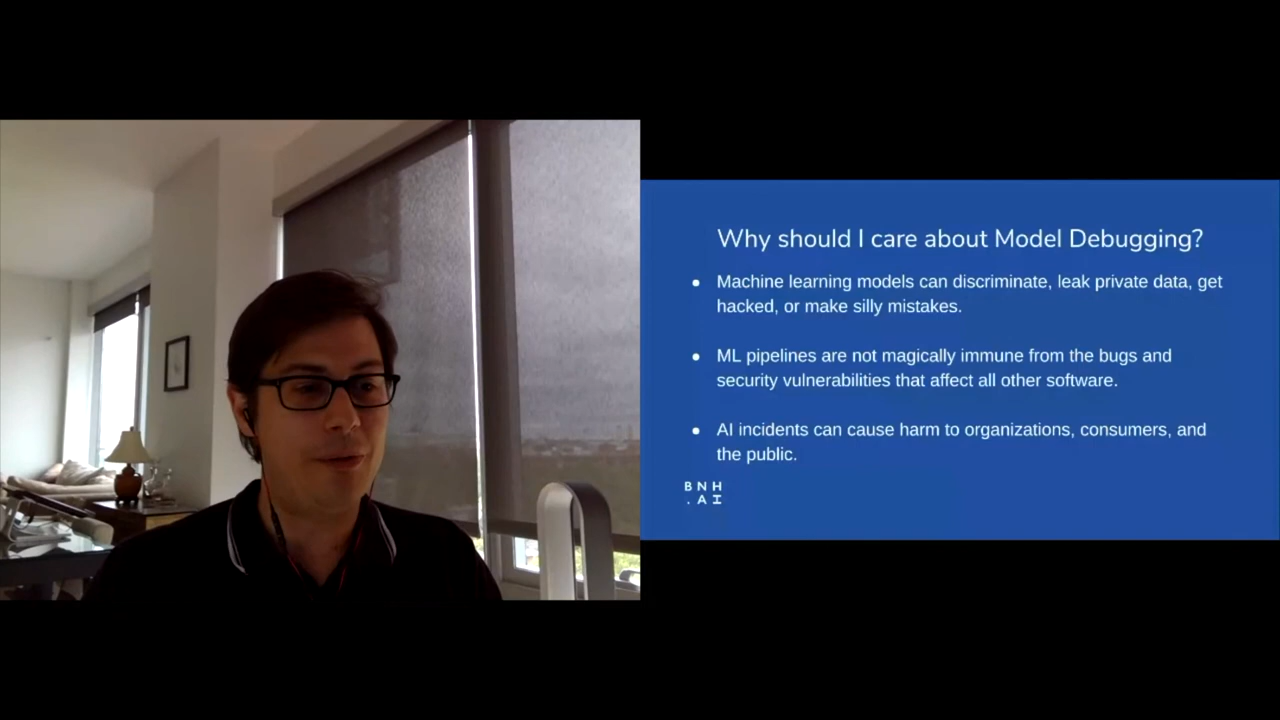 Why should I care about Model Debugging?
● Machine learning models can discriminate, leak private data, get
hacked, or make silly mistakes.
● ML pipelines are not magically immune from the bugs and
security vulnerabilities that affect all other software.
● AI incidents can cause harm to organizations, consumers, and
the public.
BNH
.AI